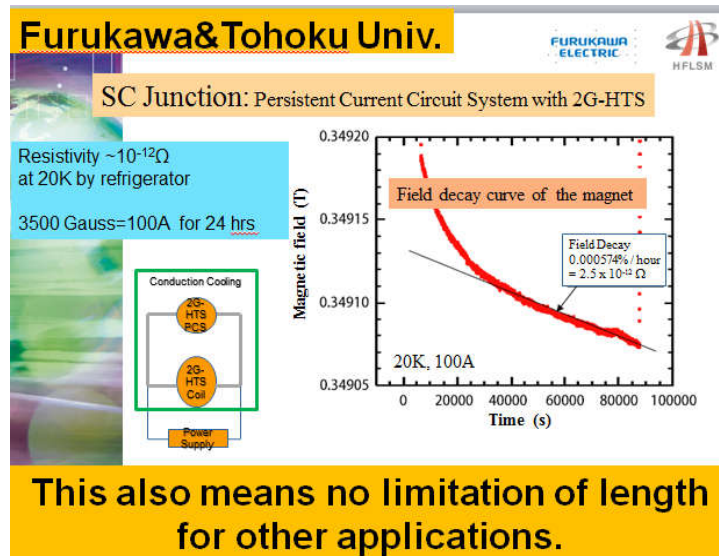 Furukawa&Tohoku Univ.
FURUKAWA
ELECTRIC
HFLSM
SC Junction: Persistent Current Circuit System with 2G-HTS
Resistivity ~10⁻¹²Ω
at 20K by refrigerator
3500 Gauss=100A for 24 hrs
Conduction Cooling
2G-
HTS
PCS
2G-
HTS
Coil
Power
Supply
Magnetic field (T)
0.34920
0.34915
0.34910
0.34905
Field decay curve of the magnet
Field Decay
0.000574% / hour
= 2.5 x 10⁻¹² Ω
20K, 100A
0 20000 40000 60000 80000 100000
Time (s)
This also means no limitation of length
for other applications.